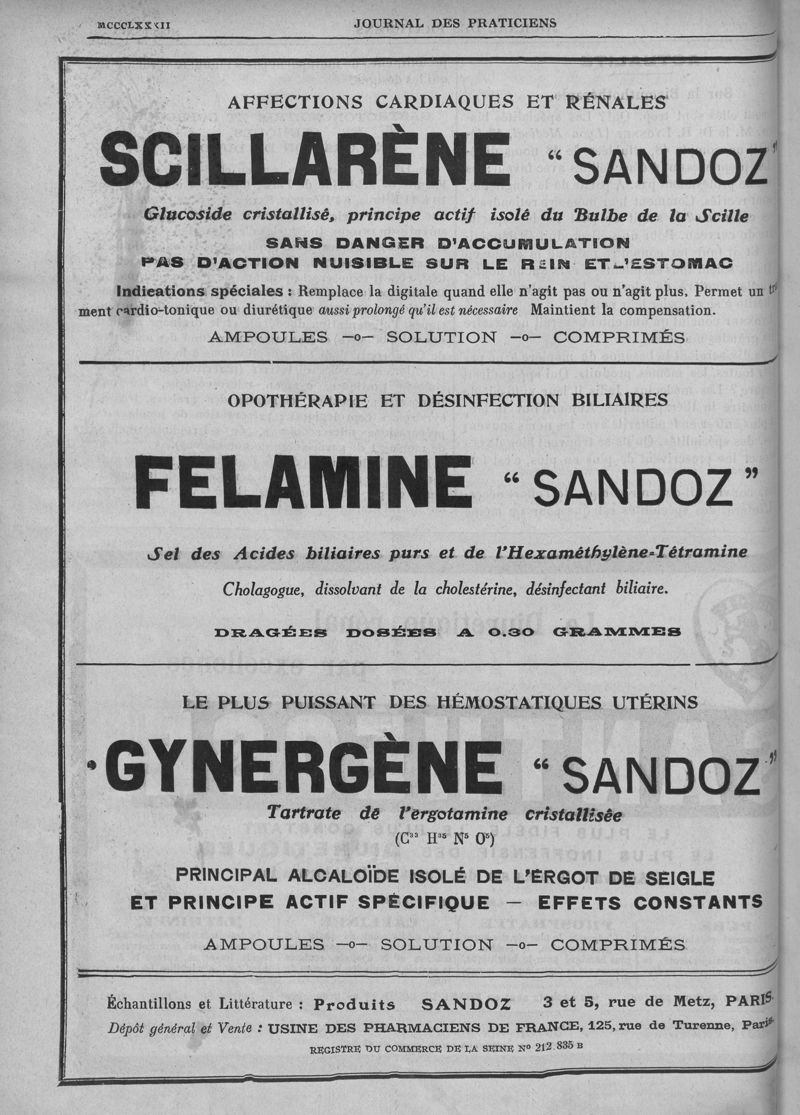 MCCCLXXXII JOURNAL DES PRATICIENS
AFFECTIONS CARDIAQUES ET RÉNALES
SCILLARÈNE “ SANDOZ ”
Glucoside cristallisé, principe actif isolé du Bulbe de la Scille
SANS DANGER D'ACCUMULATION
PAS D'ACTION NUISIBLE SUR LE REIN ET L'ESTOMAC
Indications spéciales : Remplace la digitale quand elle n'agit pas ou n'agit plus. Permet un
ment cardio-tonique ou diurétique aussi prolongé qu'il est nécessaire Maintient la compensation.
AMPOULES —o— SOLUTION —o— COMPRIMÉS
OPOTHÉRAPIE ET DÉSINFECTION BILIAIRES
FELAMINE “ SANDOZ ”
Sel des Acides biliaires purs et de l'Hexaméthylène-Tétramine
Cholagogue, dissolvant de la cholestérine, désinfectant biliaire.
DRAGÉES DOSÉES A 0.30 GRAMMES
LE PLUS PUISSANT DES HÉMOSTATIQUES UTÉRINS
GYNERGÈNE “ SANDOZ ”
Tartrate de l'ergotamine cristallisée
(C³³ H³⁵ N⁵ O⁵)
PRINCIPAL ALCALOÏDE ISOLÉ DE L'ERGOT DE SEIGLE
ET PRINCIPE ACTIF SPÉCIFIQUE — EFFETS CONSTANTS
AMPOULES —o— SOLUTION —o— COMPRIMÉS
Échantillons et Littérature : Produits SANDOZ 3 et 5, rue de Metz, PARIS
Dépôt général et Vente : USINE DES PHARMACIENS DE FRANCE, 125, rue de Turenne, Paris
REGISTRE DU COMMERCE DE LA SEINE Nº 212.835 B